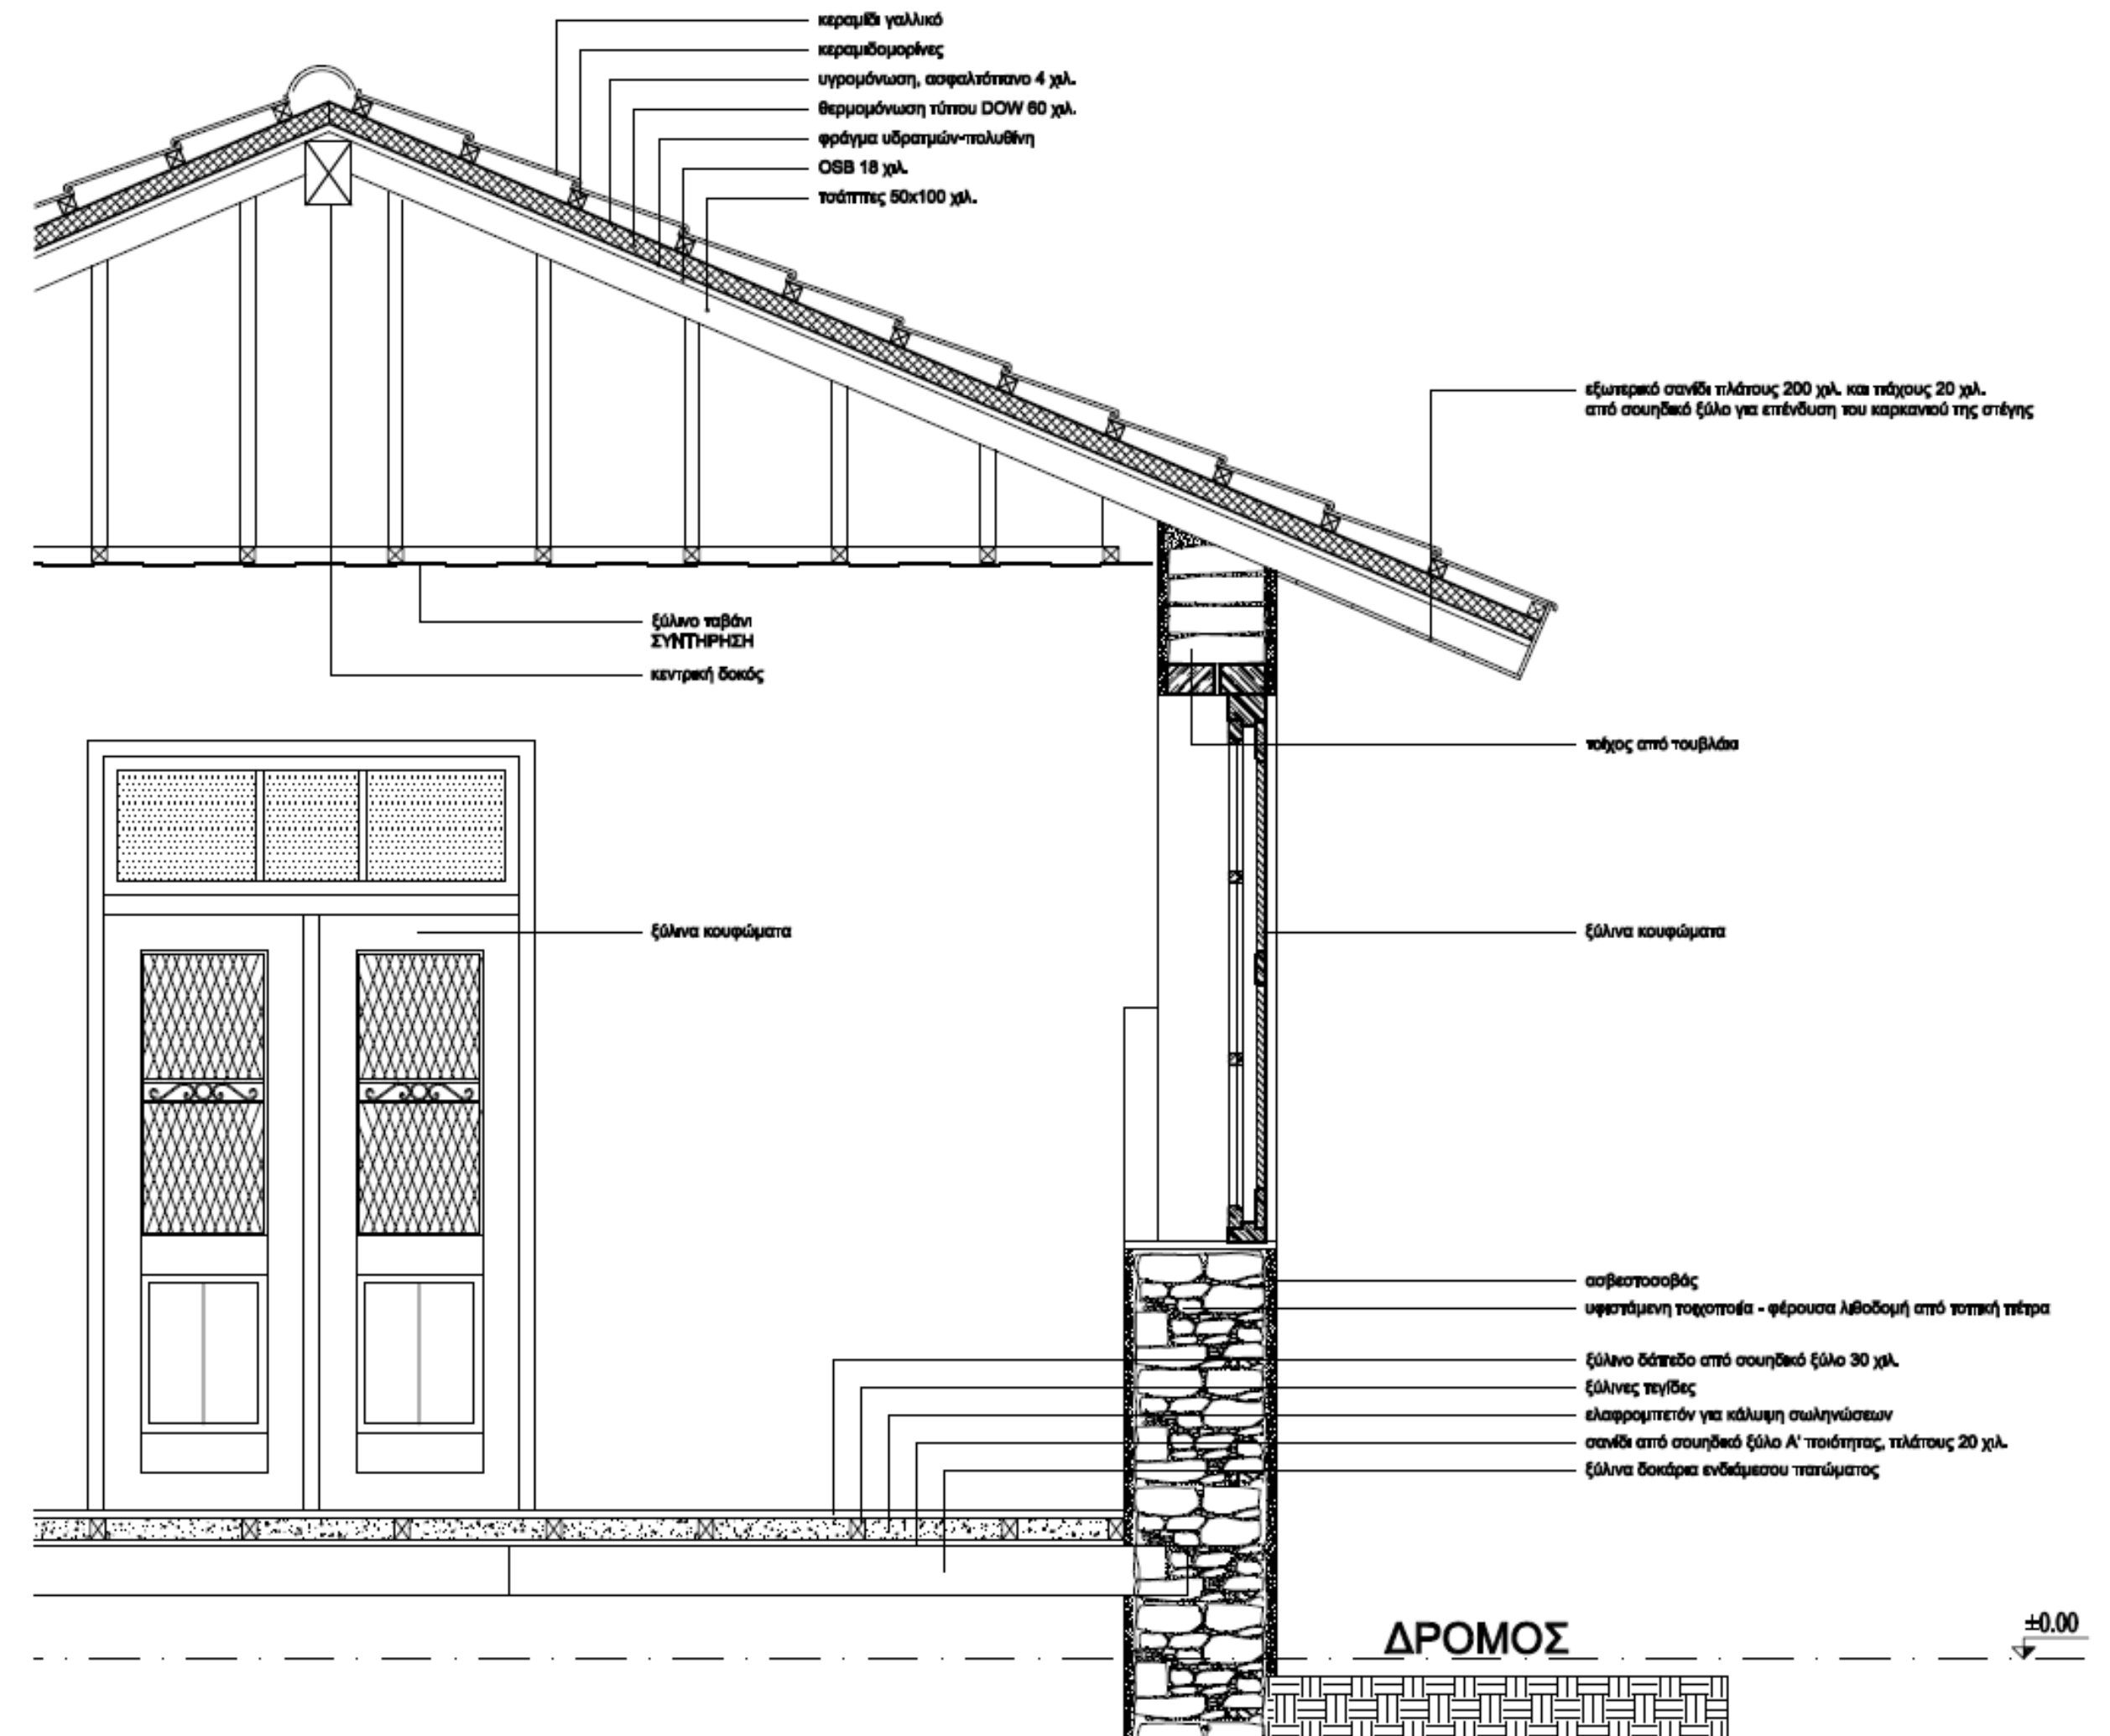 κεραμίδι γαλλικό
κεραμιδομορίνες
υγρομόνωση, ασφαλτόπανο 4 χιλ.
θερμομόνωση τύπου DOW 60 χιλ.
φράγμα υδρατμών-πολυθίνη
OSB 18 χιλ.
τσάππες 50x100 χιλ.
εξωτερικό σανίδι πλάτους 200 χιλ. και πάχους 20 χιλ.
από σουηδικό ξύλο για επένδυση του καρκανιού της στέγης
ξύλινο ταβάνι
ΣΥΝΤΗΡΗΣΗ
κεντρική δοκός
τοίχος από τουβλάκι
ξύλινα κουφώματα
ξύλινα κουφώματα
ασβεστοσοβάς
υφιστάμενη τοιχοποιία - φέρουσα λιθοδομή από τοπική πέτρα
ξύλινο δάπεδο από σουηδικό ξύλο 30 χιλ.
ξύλινες τεγίδες
ελαφρομπετόν για κάλυψη σωληνώσεων
σανίδι από σουηδικό ξύλο Α' ποιότητας, πλάτους 20 χιλ.
ξύλινα δοκάρια ενδιάμεσου πατώματος
ΔΡΟΜΟΣ
±0.00